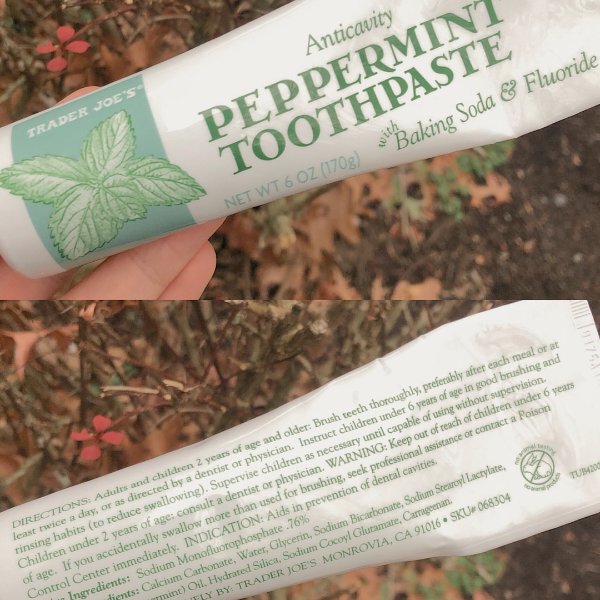 Anticavity
TRADER JOE'S
PEPPERMINT
TOOTHPASTE
with Baking Soda & Fluoride
NET WT 6 OZ (170g)
DIRECTIONS: Adults and children 2 years of age and older: Brush teeth thoroughly, preferably after each meal or at
least twice a day, or as directed by a dentist or physician. Instruct children under 6 years of age in good brushing and
rinsing habits (to reduce swallowing). Supervise children as necessary until capable of using without supervision.
Children under 2 years of age: consult a dentist or physician. WARNING: Keep out of reach of children under 6 years
of age. If you accidentally swallow more than used for brushing, seek professional assistance or contact a Poison
Control Center immediately. INDICATION: Aids in prevention of dental cavities.
Ingredients: Sodium Monofluorophosphate .76%
Calcium Carbonate, Water, Glycerin, Sodium Bicarbonate, Sodium Stearoyl Lactylate,
Oil, Hydrated Silica, Sodium Cocoyl Glutamate, Carrageenan.
BY: TRADER JOE'S, MONROVIA, CA 91016 • SKU# 068304